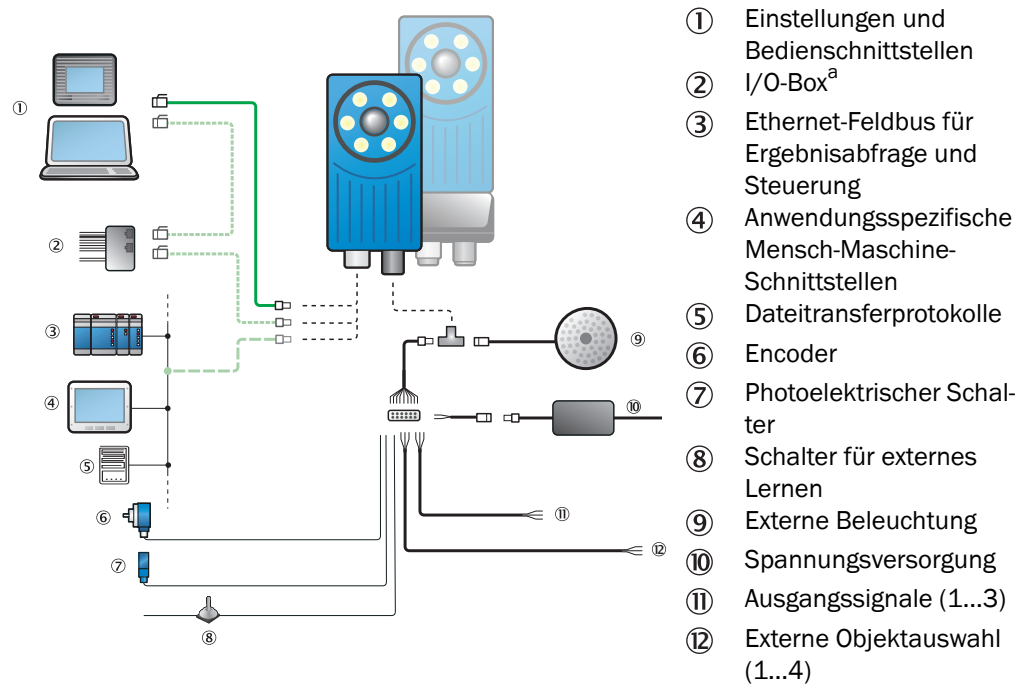 ① Einstellungen und
Bedienschnittstellen
② I/O-Boxᵃ
③ Ethernet-Feldbus für
Ergebnisabfrage und
Steuerung
④ Anwendungsspezifische
Mensch-Maschine-
Schnittstellen
⑤ Dateitransferprotokolle
⑥ Encoder
⑦ Photoelektrischer Schal-
ter
⑧ Schalter für externes
Lernen
⑨ Externe Beleuchtung
⑩ Spannungsversorgung
⑪ Ausgangssignale (1...3)
⑫ Externe Objektauswahl
(1...4)
①
②
③
④
⑤
⑥
⑦
⑧
⑨
⑩
⑪
⑫